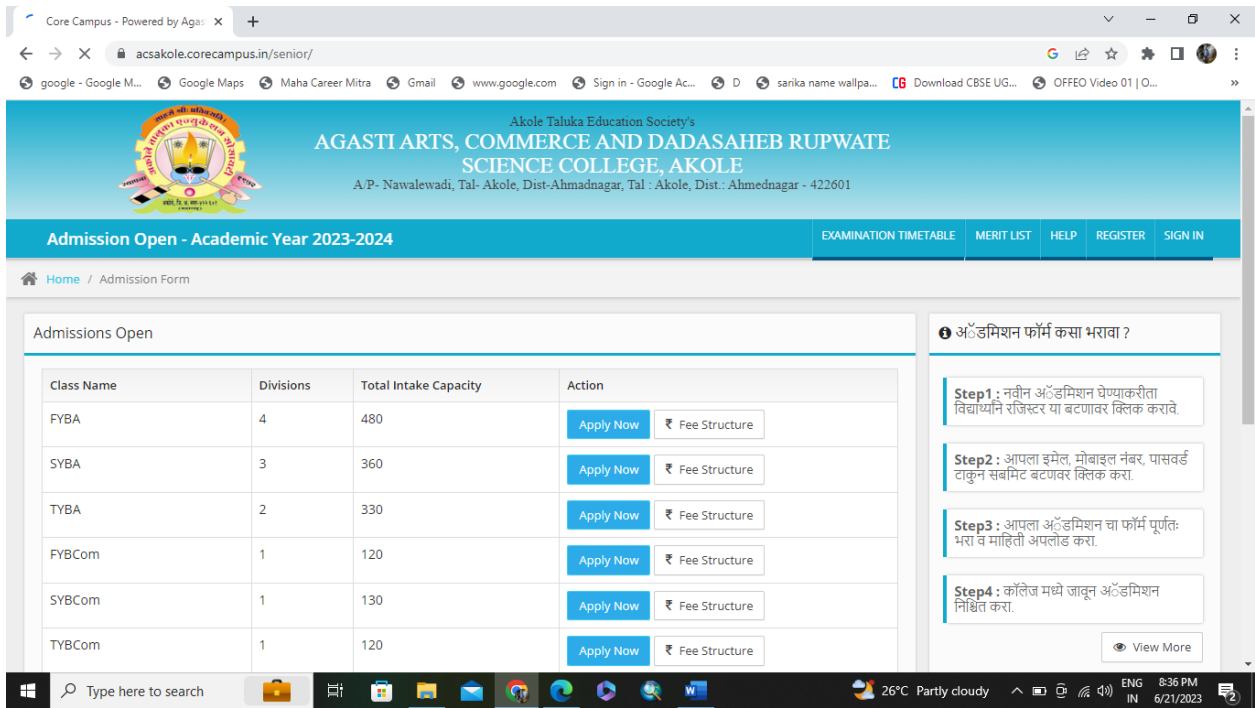 Core Campus - Powered by Agas
acsakole.corecampus.in/senior/
google - Google M... Google Maps Maha Career Mitra Gmail www.google.com Sign in - Google Ac... D sarika name wallpa... CG Download CBSE UG... OFFEO Video 01 | O... »
Akole Taluka Education Society's
AGASTI ARTS, COMMERCE AND DADASAHEB RUPWATE
SCIENCE COLLEGE, AKOLE
A/P- Nawalewadi, Tal- Akole, Dist-Ahmadnagar, Tal : Akole, Dist.: Ahmednagar - 422601
Admission Open - Academic Year 2023-2024 EXAMINATION TIMETABLE MERIT LIST HELP REGISTER SIGN IN
Home / Admission Form
Admissions Open
Class Name Divisions Total Intake Capacity Action
FYBA 4 480 Apply Now ₹ Fee Structure
SYBA 3 360 Apply Now ₹ Fee Structure
TYBA 2 330 Apply Now ₹ Fee Structure
FYBCom 1 120 Apply Now ₹ Fee Structure
SYBCom 1 130 Apply Now ₹ Fee Structure
TYBCom 1 120 Apply Now ₹ Fee Structure
अॅडमिशन फॉर्म कसा भरावा ?
Step1 : नवीन अॅडमिशन घेण्याकरीता
विद्यार्थ्याने रजिस्टर या बटणावर क्लिक करावे.
Step2 : आपला इमेल, मोबाइल नंबर, पासवर्ड
टाकुन सबमिट बटणवर क्लिक करा.
Step3 : आपला अॅडमिशन चा फॉर्म पूर्णतः
भरा व माहिती अपलोड करा.
Step4 : कॉलेज मध्ये जावून अॅडमिशन
निश्चित करा.
View More
Type here to search 26°C Partly cloudy ENG IN 8:36 PM 6/21/2023 2